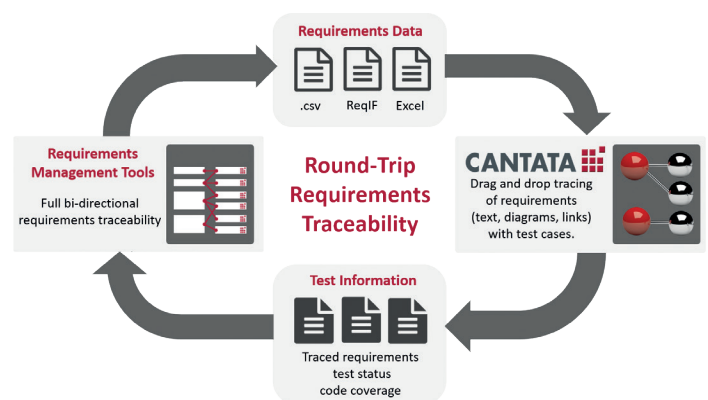 Requirements Data
.csv ReqIF Excel
Requirements
Management Tools
Full bi-directional
requirements traceability
Round-Trip
Requirements
Traceability
CANTATA
Drag and drop tracing
of requirements
(text, diagrams, links)
with test cases.
Test Information
Traced requirements
test status
code coverage